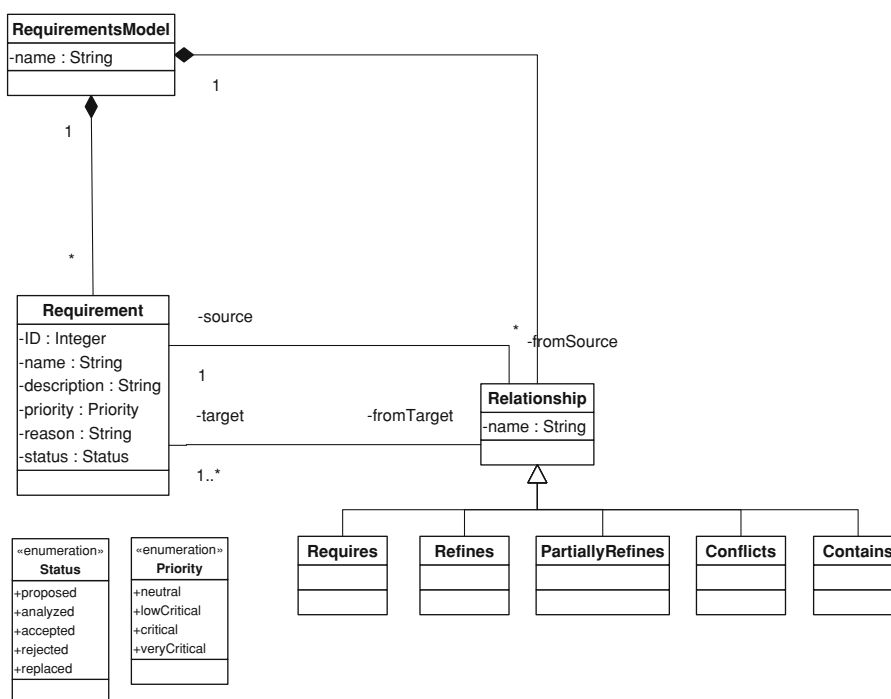 RequirementsModel
-name : String
1
1
*
Requirement
-ID : Integer
-name : String
-description : String
-priority : Priority
-reason : String
-status : Status
-source
1
-target
1..*
*
-fromSource
-fromTarget
Relationship
-name : String
Requires
Refines
PartiallyRefines
Conflicts
Contains
«enumeration»
Status
+proposed
+analyzed
+accepted
+rejected
+replaced
«enumeration»
Priority
+neutral
+lowCritical
+critical
+veryCritical